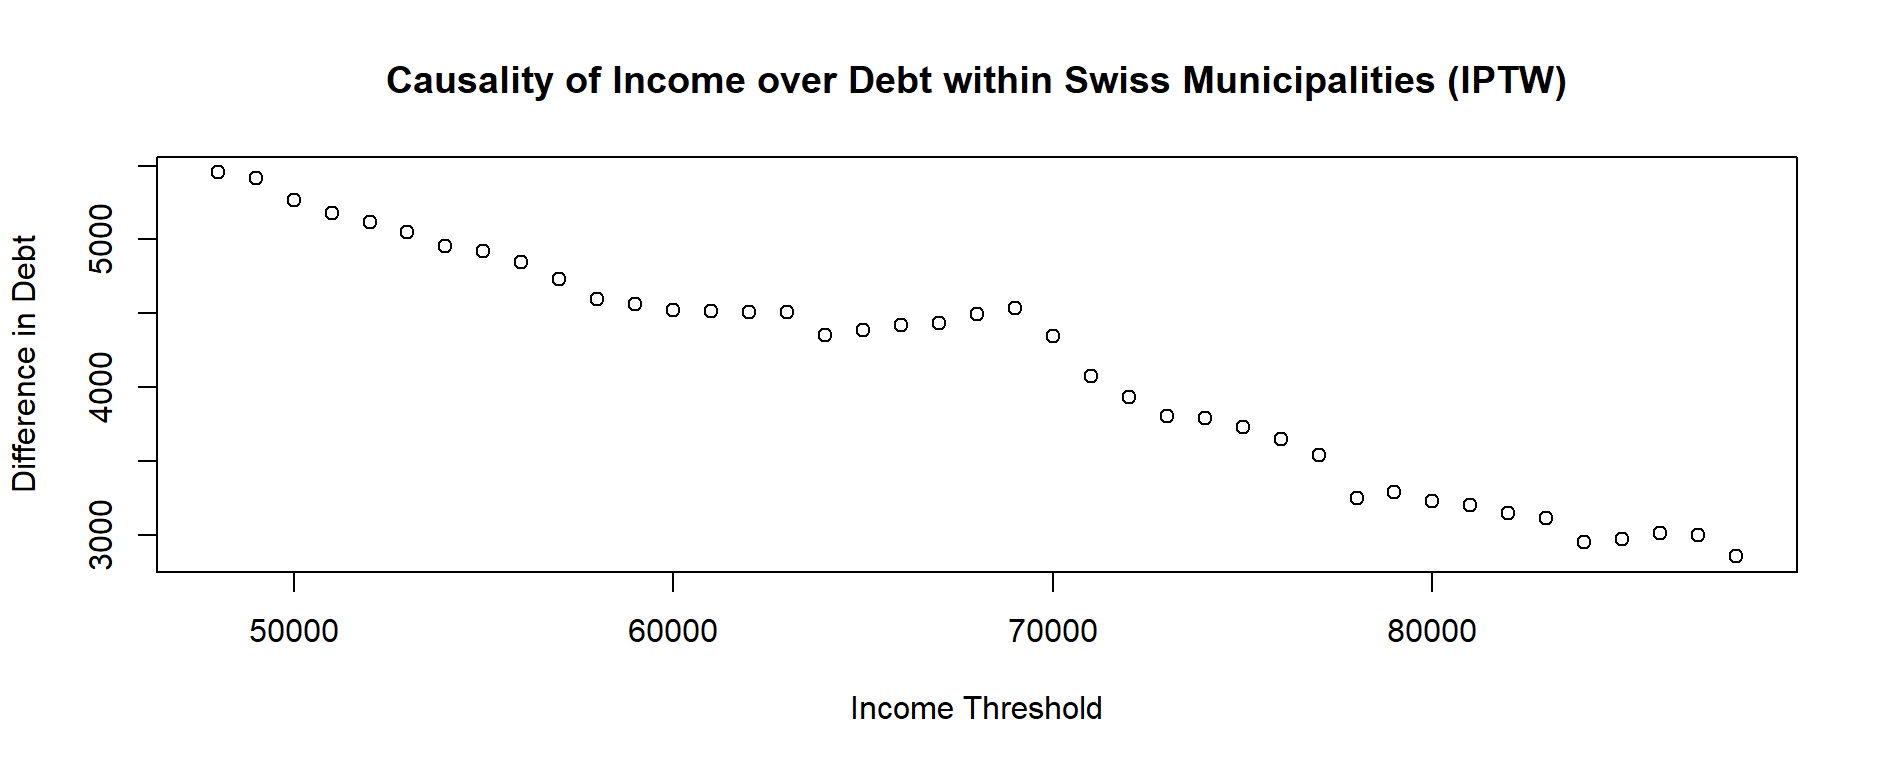 Causality of Income over Debt within Swiss Municipalities (IPTW)
Difference in Debt
5000
4000
3000
50000 60000 70000 80000
Income Threshold